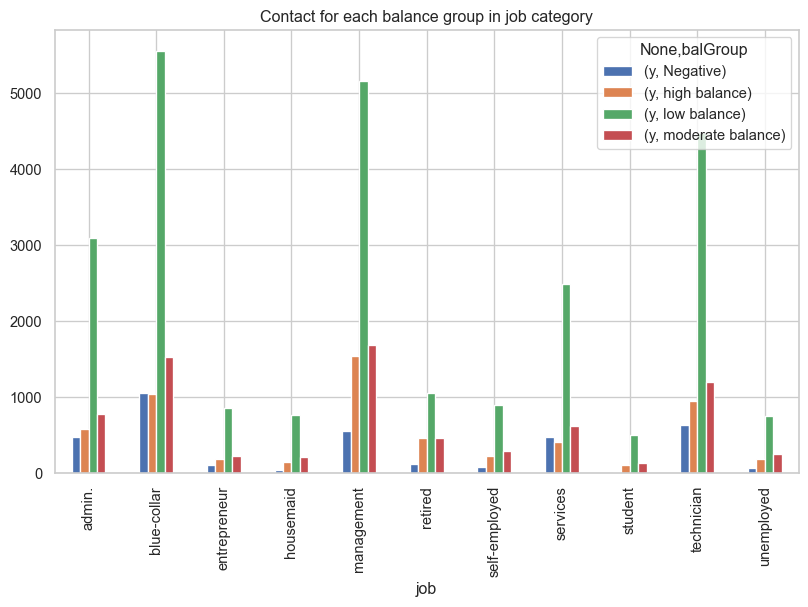 Contact for each balance group in job category
None,balGroup
(y, Negative)
(y, high balance)
(y, low balance)
(y, moderate balance)
5000
4000
3000
2000
1000
0
admin.
blue-collar
entrepreneur
housemaid
management
retired
self-employed
services
student
technician
unemployed
job